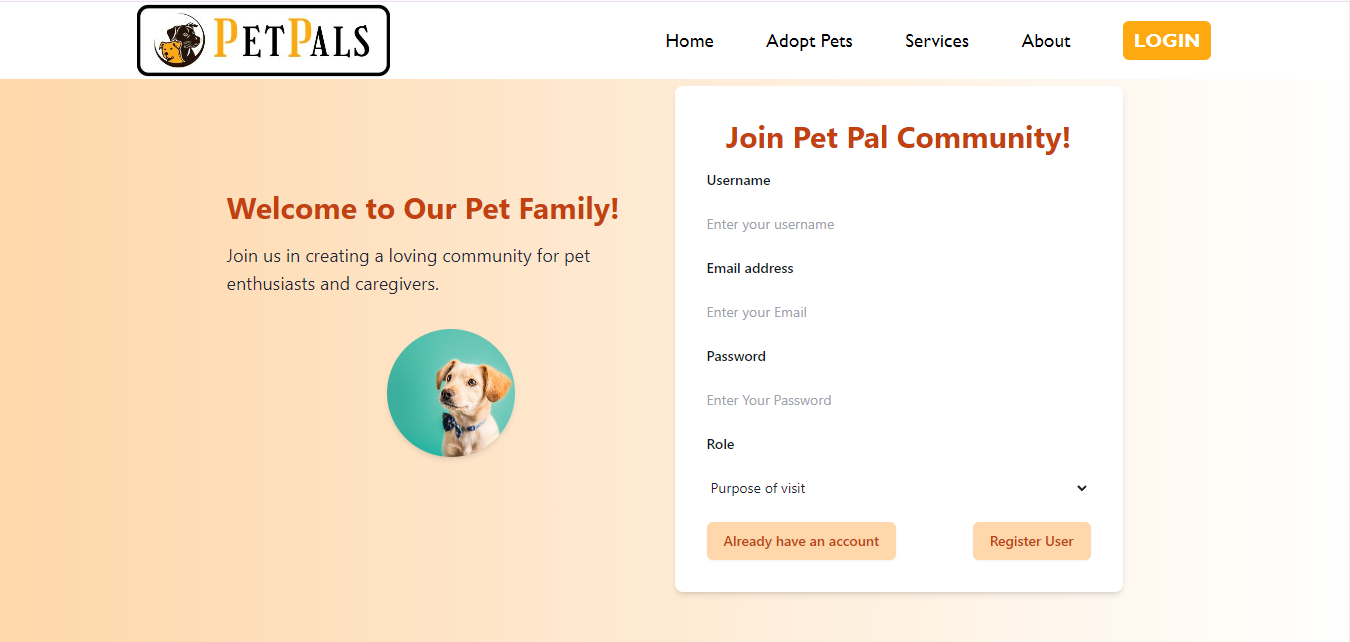 PETPALS
Home
Adopt Pets
Services
About
LOGIN
Welcome to Our Pet Family!
Join us in creating a loving community for pet
enthusiasts and caregivers.
Join Pet Pal Community!
Username
Enter your username
Email address
Enter your Email
Password
Enter Your Password
Role
Purpose of visit
Already have an account
Register User